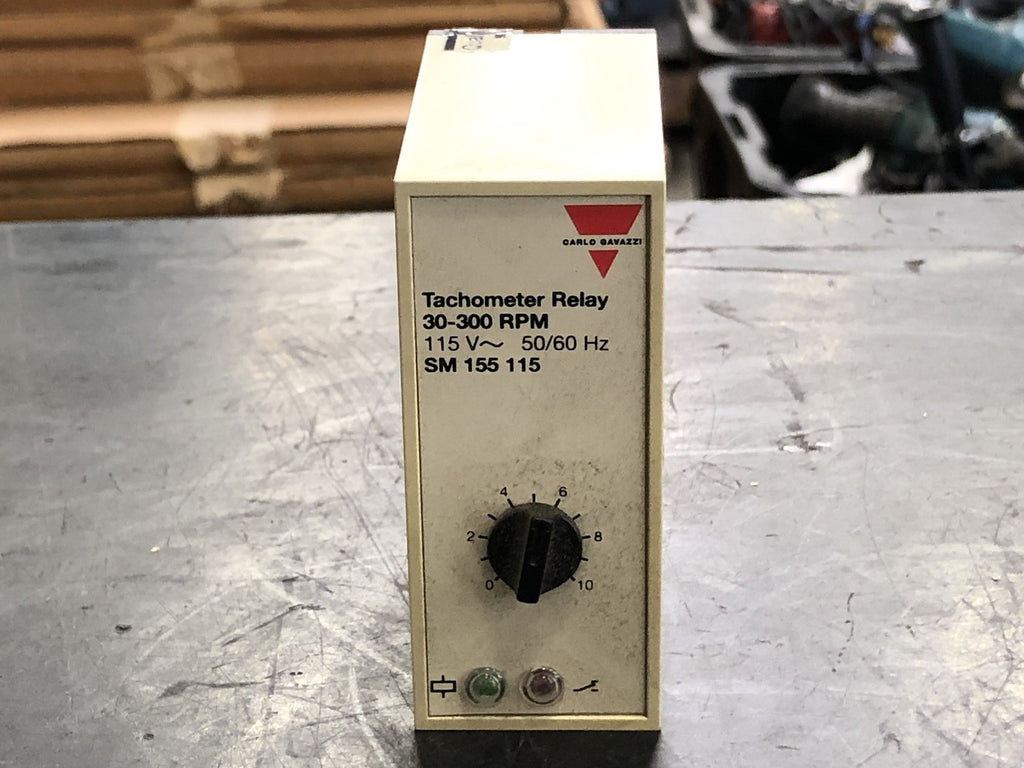 CARLO GAVAZZI
Tachometer Relay
30-300 RPM
115 V~ 50/60 Hz
SM 155 115
4 6
2 8
0 10